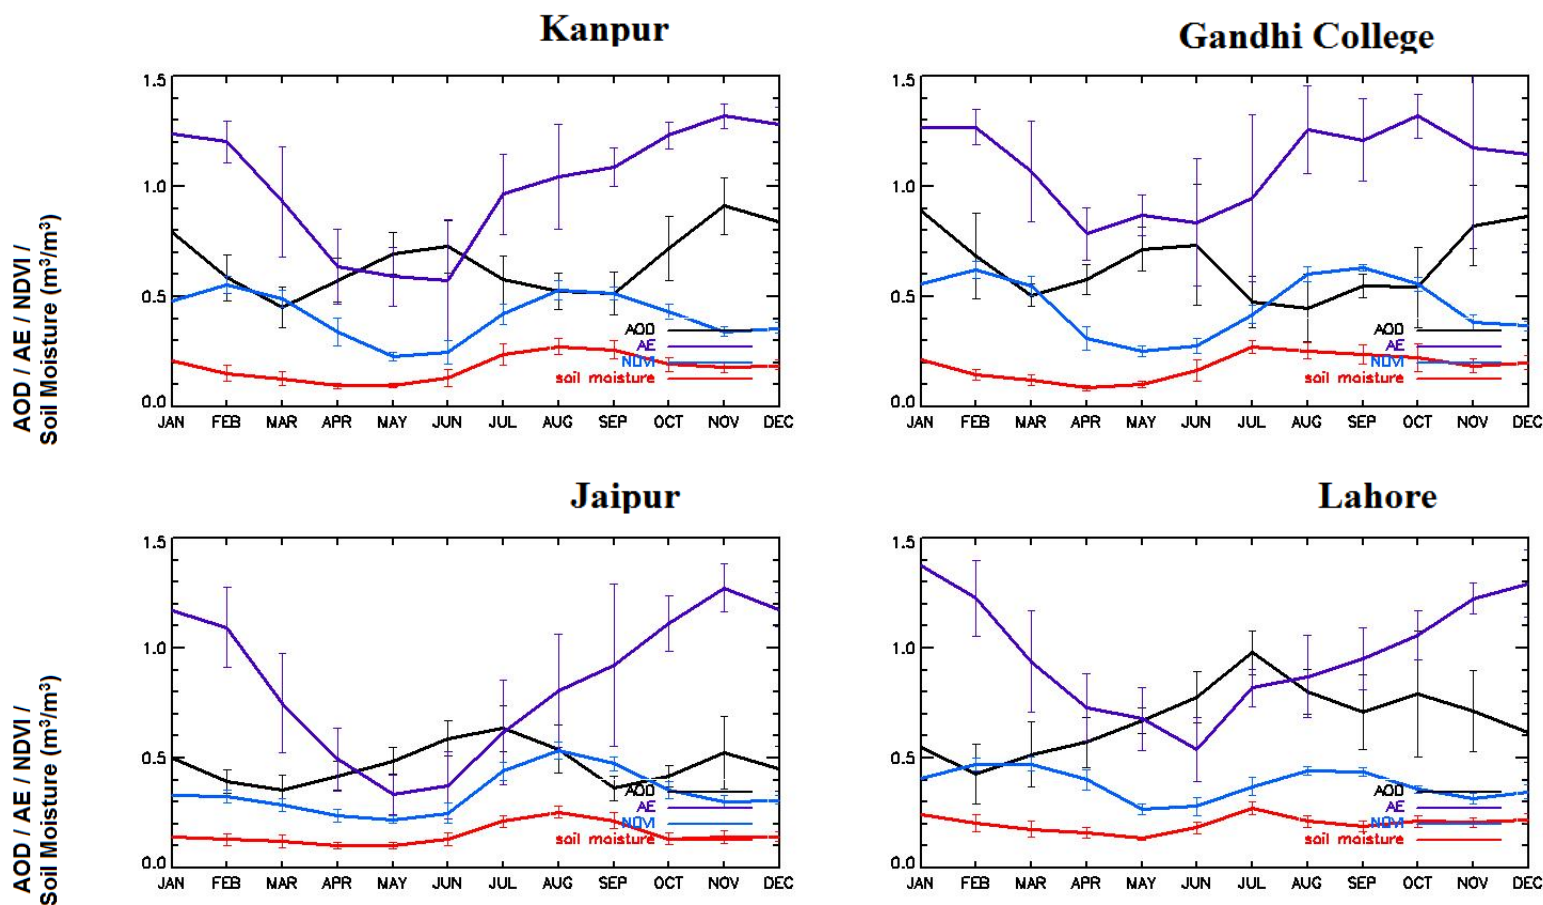 Kanpur
Gandhi College
AOD / AE / NDVI /
Soil Moisture (m³/m³)
1.5
1.0
0.5
0.0
AOD
AE
NDVI
soil moisture
JAN FEB MAR APR MAY JUN JUL AUG SEP OCT NOV DEC
1.5
1.0
0.5
0.0
AOD
AE
NDVI
soil moisture
JAN FEB MAR APR MAY JUN JUL AUG SEP OCT NOV DEC
Jaipur
Lahore
AOD / AE / NDVI /
Soil Moisture (m³/m³)
1.5
1.0
0.5
0.0
AOD
AE
NDVI
soil moisture
JAN FEB MAR APR MAY JUN JUL AUG SEP OCT NOV DEC
1.5
1.0
0.5
0.0
AOD
AE
NDVI
soil moisture
JAN FEB MAR APR MAY JUN JUL AUG SEP OCT NOV DEC